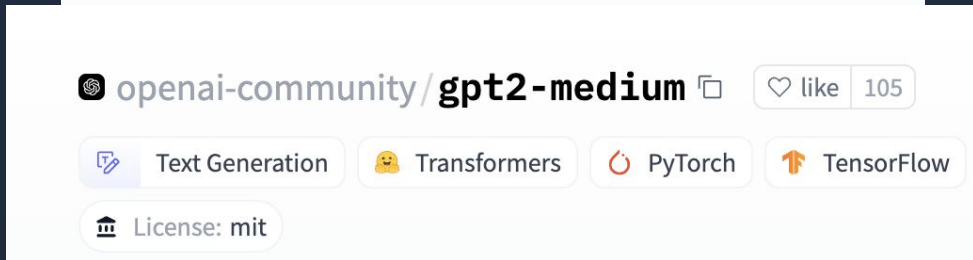 openai-community/gpt2-medium like 105
Text Generation Transformers PyTorch TensorFlow
License: mit